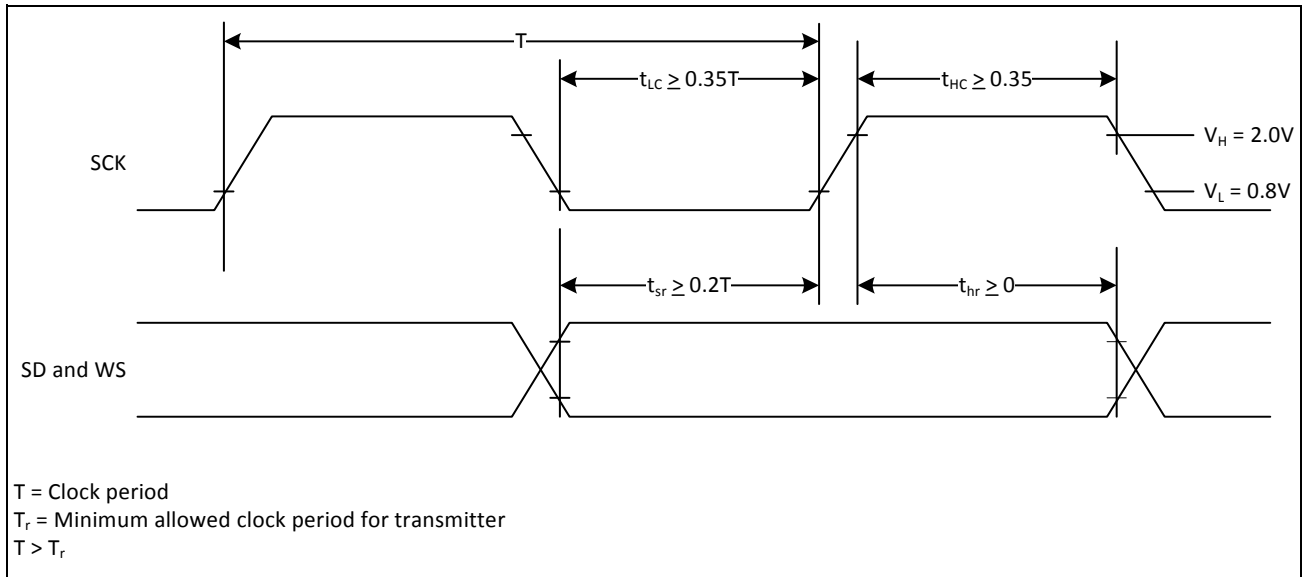 T
t_LC ≥ 0.35T
t_HC ≥ 0.35
V_H = 2.0V
SCK
V_L = 0.8V
t_sr ≥ 0.2T
t_hr ≥ 0
SD and WS
T = Clock period
T_r = Minimum allowed clock period for transmitter
T > T_r